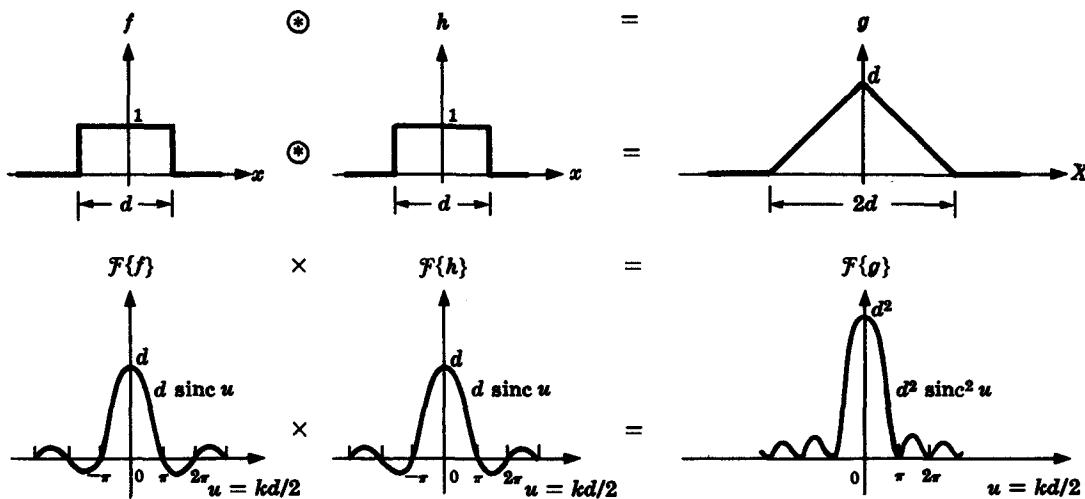 f ⊛ h = g
d
1 1
⊛ =
x x X
d d 2d
ℱ{f} × ℱ{h} = ℱ{g}
d²
d d
d sinc u d sinc u d² sinc² u
× =
−π 0 π 2π −π 0 π 2π 0 π 2π
u = kd/2 u = kd/2 u = kd/2